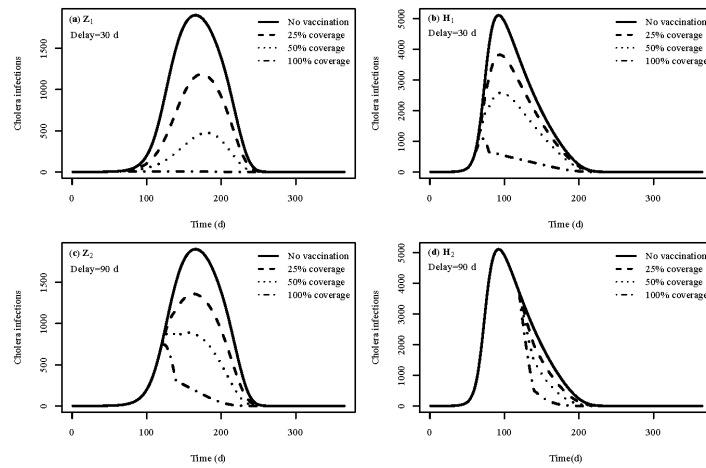 (a) Z1
Delay=30 d
No vaccination
25% coverage
50% coverage
100% coverage
Cholera infections
0 500 1000 1500
0 100 200 300
Time (d)
(b) H1
Delay=30 d
No vaccination
25% coverage
50% coverage
100% coverage
Cholera infections
0 1000 2000 3000 4000 5000
0 100 200 300
Time (d)
(c) Z2
Delay=90 d
No vaccination
25% coverage
50% coverage
100% coverage
Cholera infections
0 500 1000 1500
0 100 200 300
Time (d)
(d) H2
Delay=90 d
No vaccination
25% coverage
50% coverage
100% coverage
Cholera infections
0 1000 2000 3000 4000 5000
0 100 200 300
Time(d)